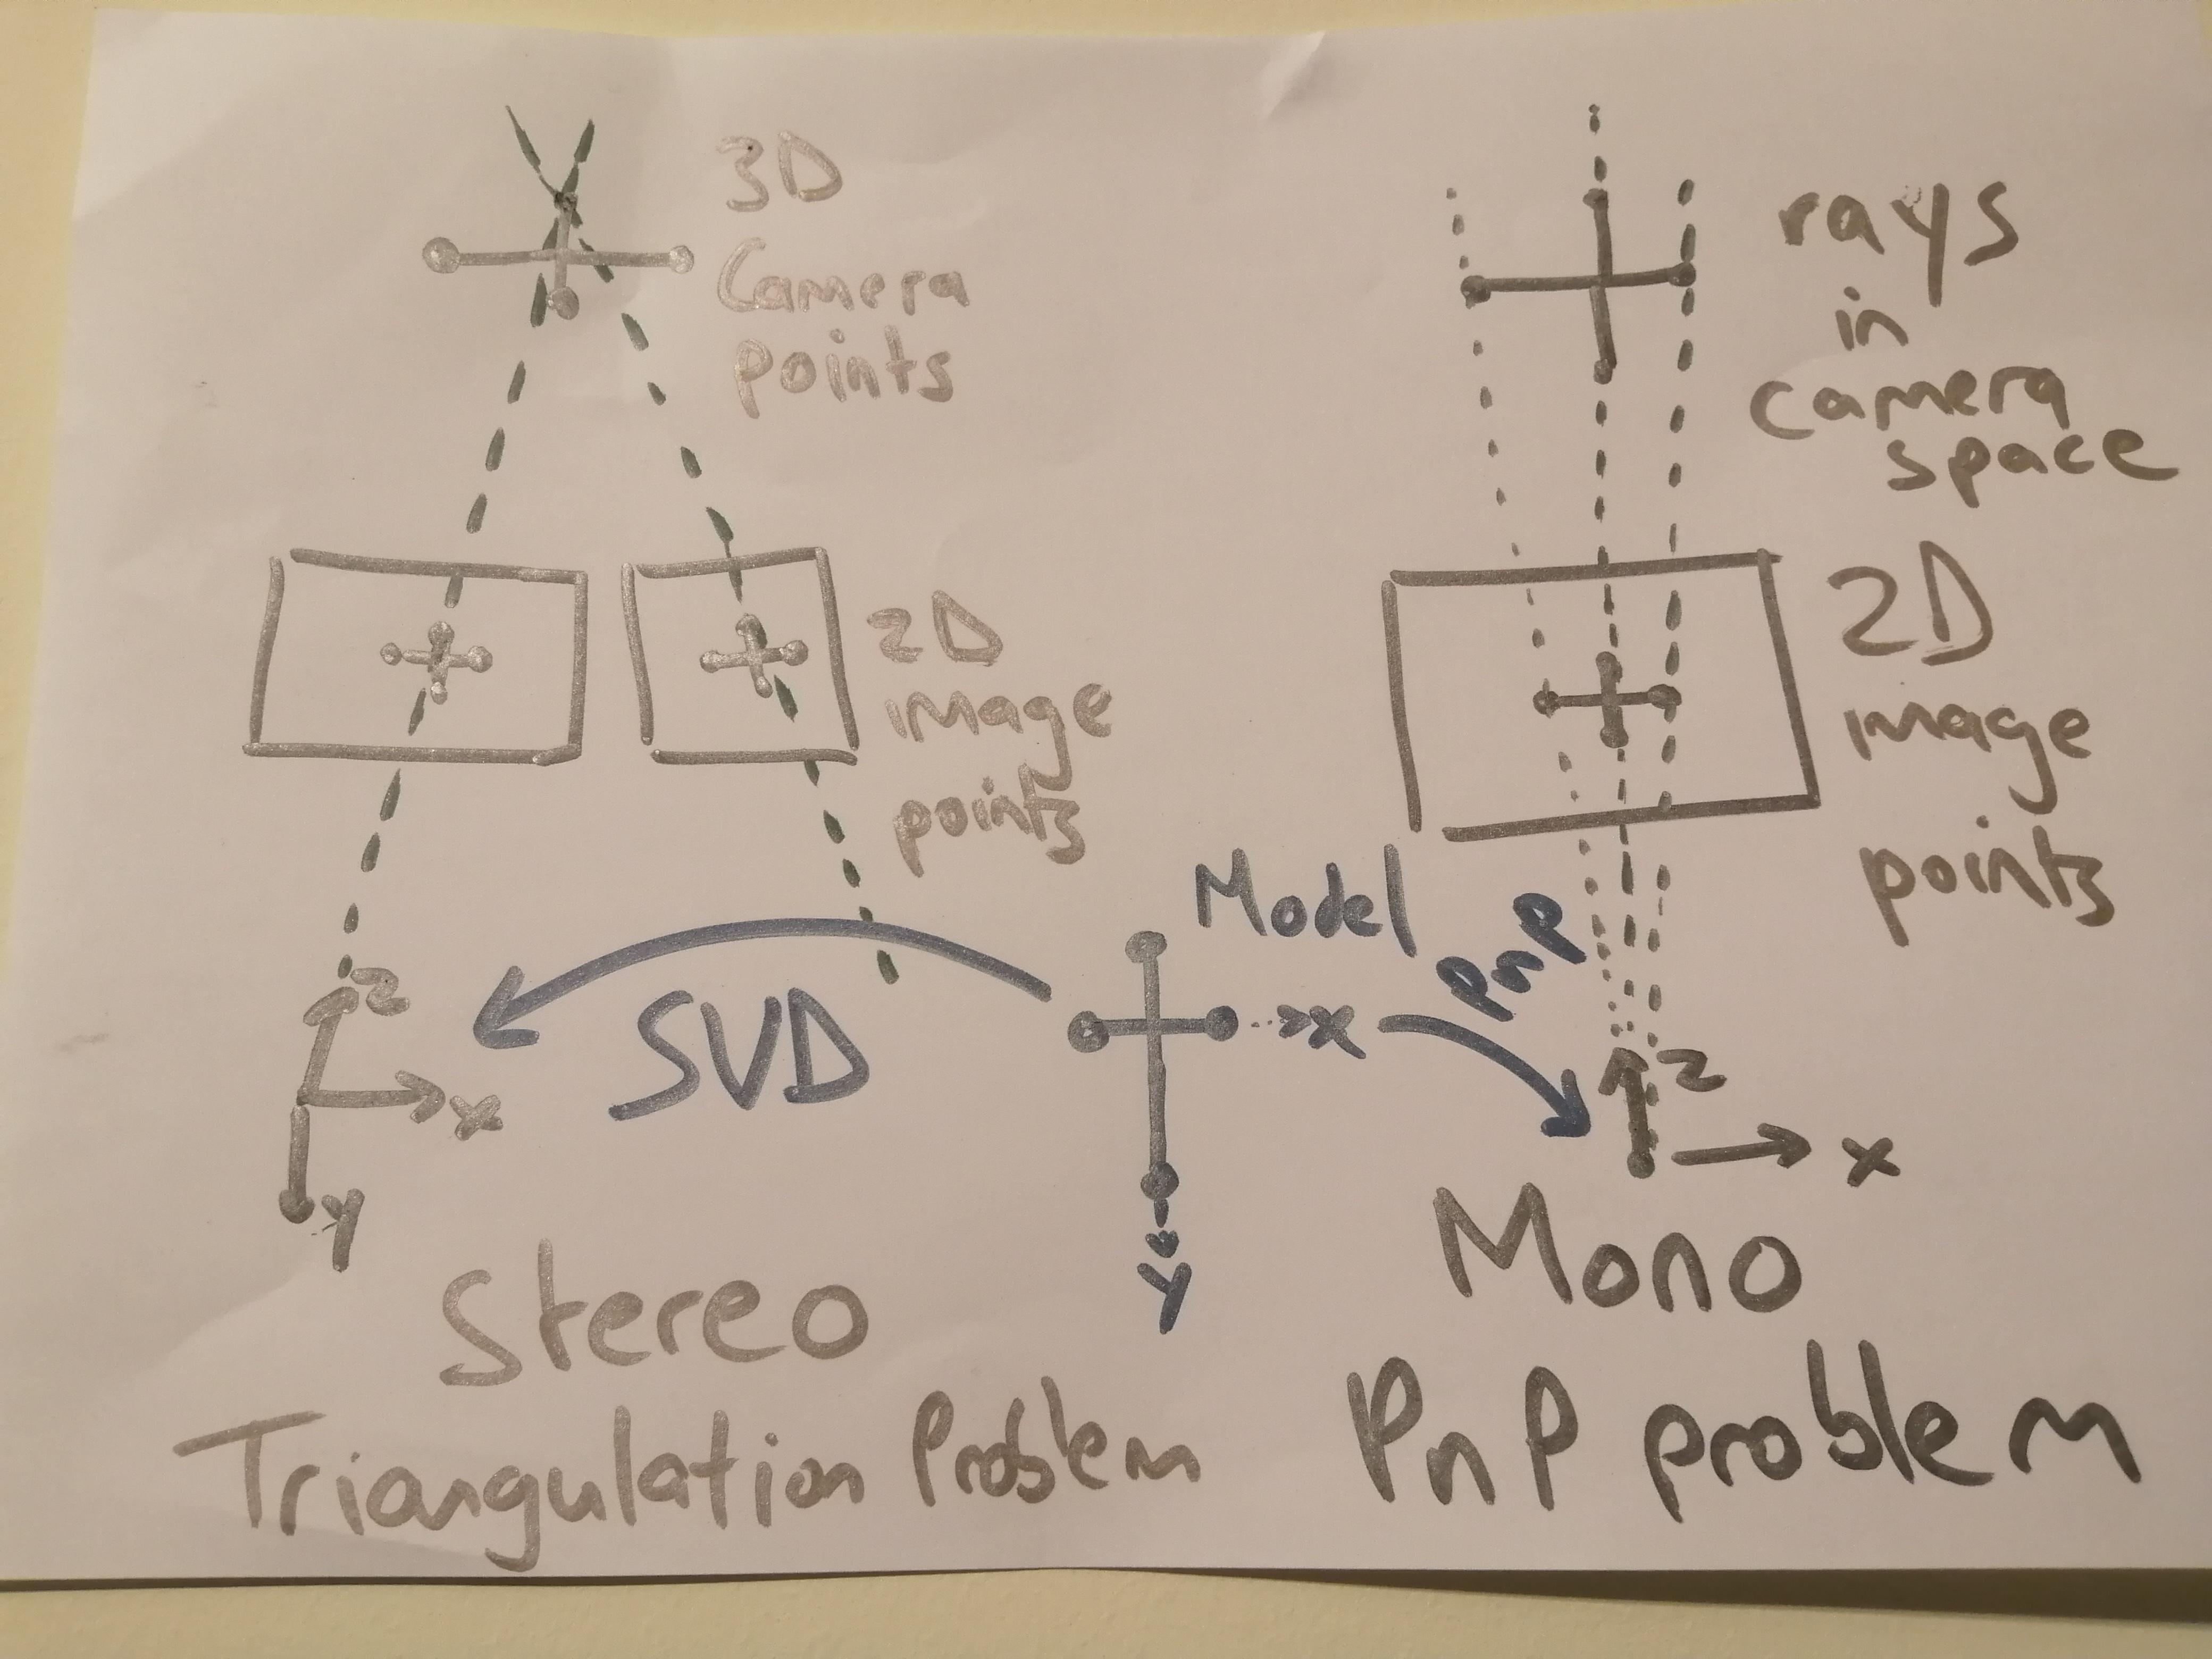 3D
Camera
points
rays
in
camera
space
2D
image
points
2D
image
points
Model
PnP
SVD
z
x
y
x
y
z
x
Stereo
Triangulation Problem
Mono
PnP problem